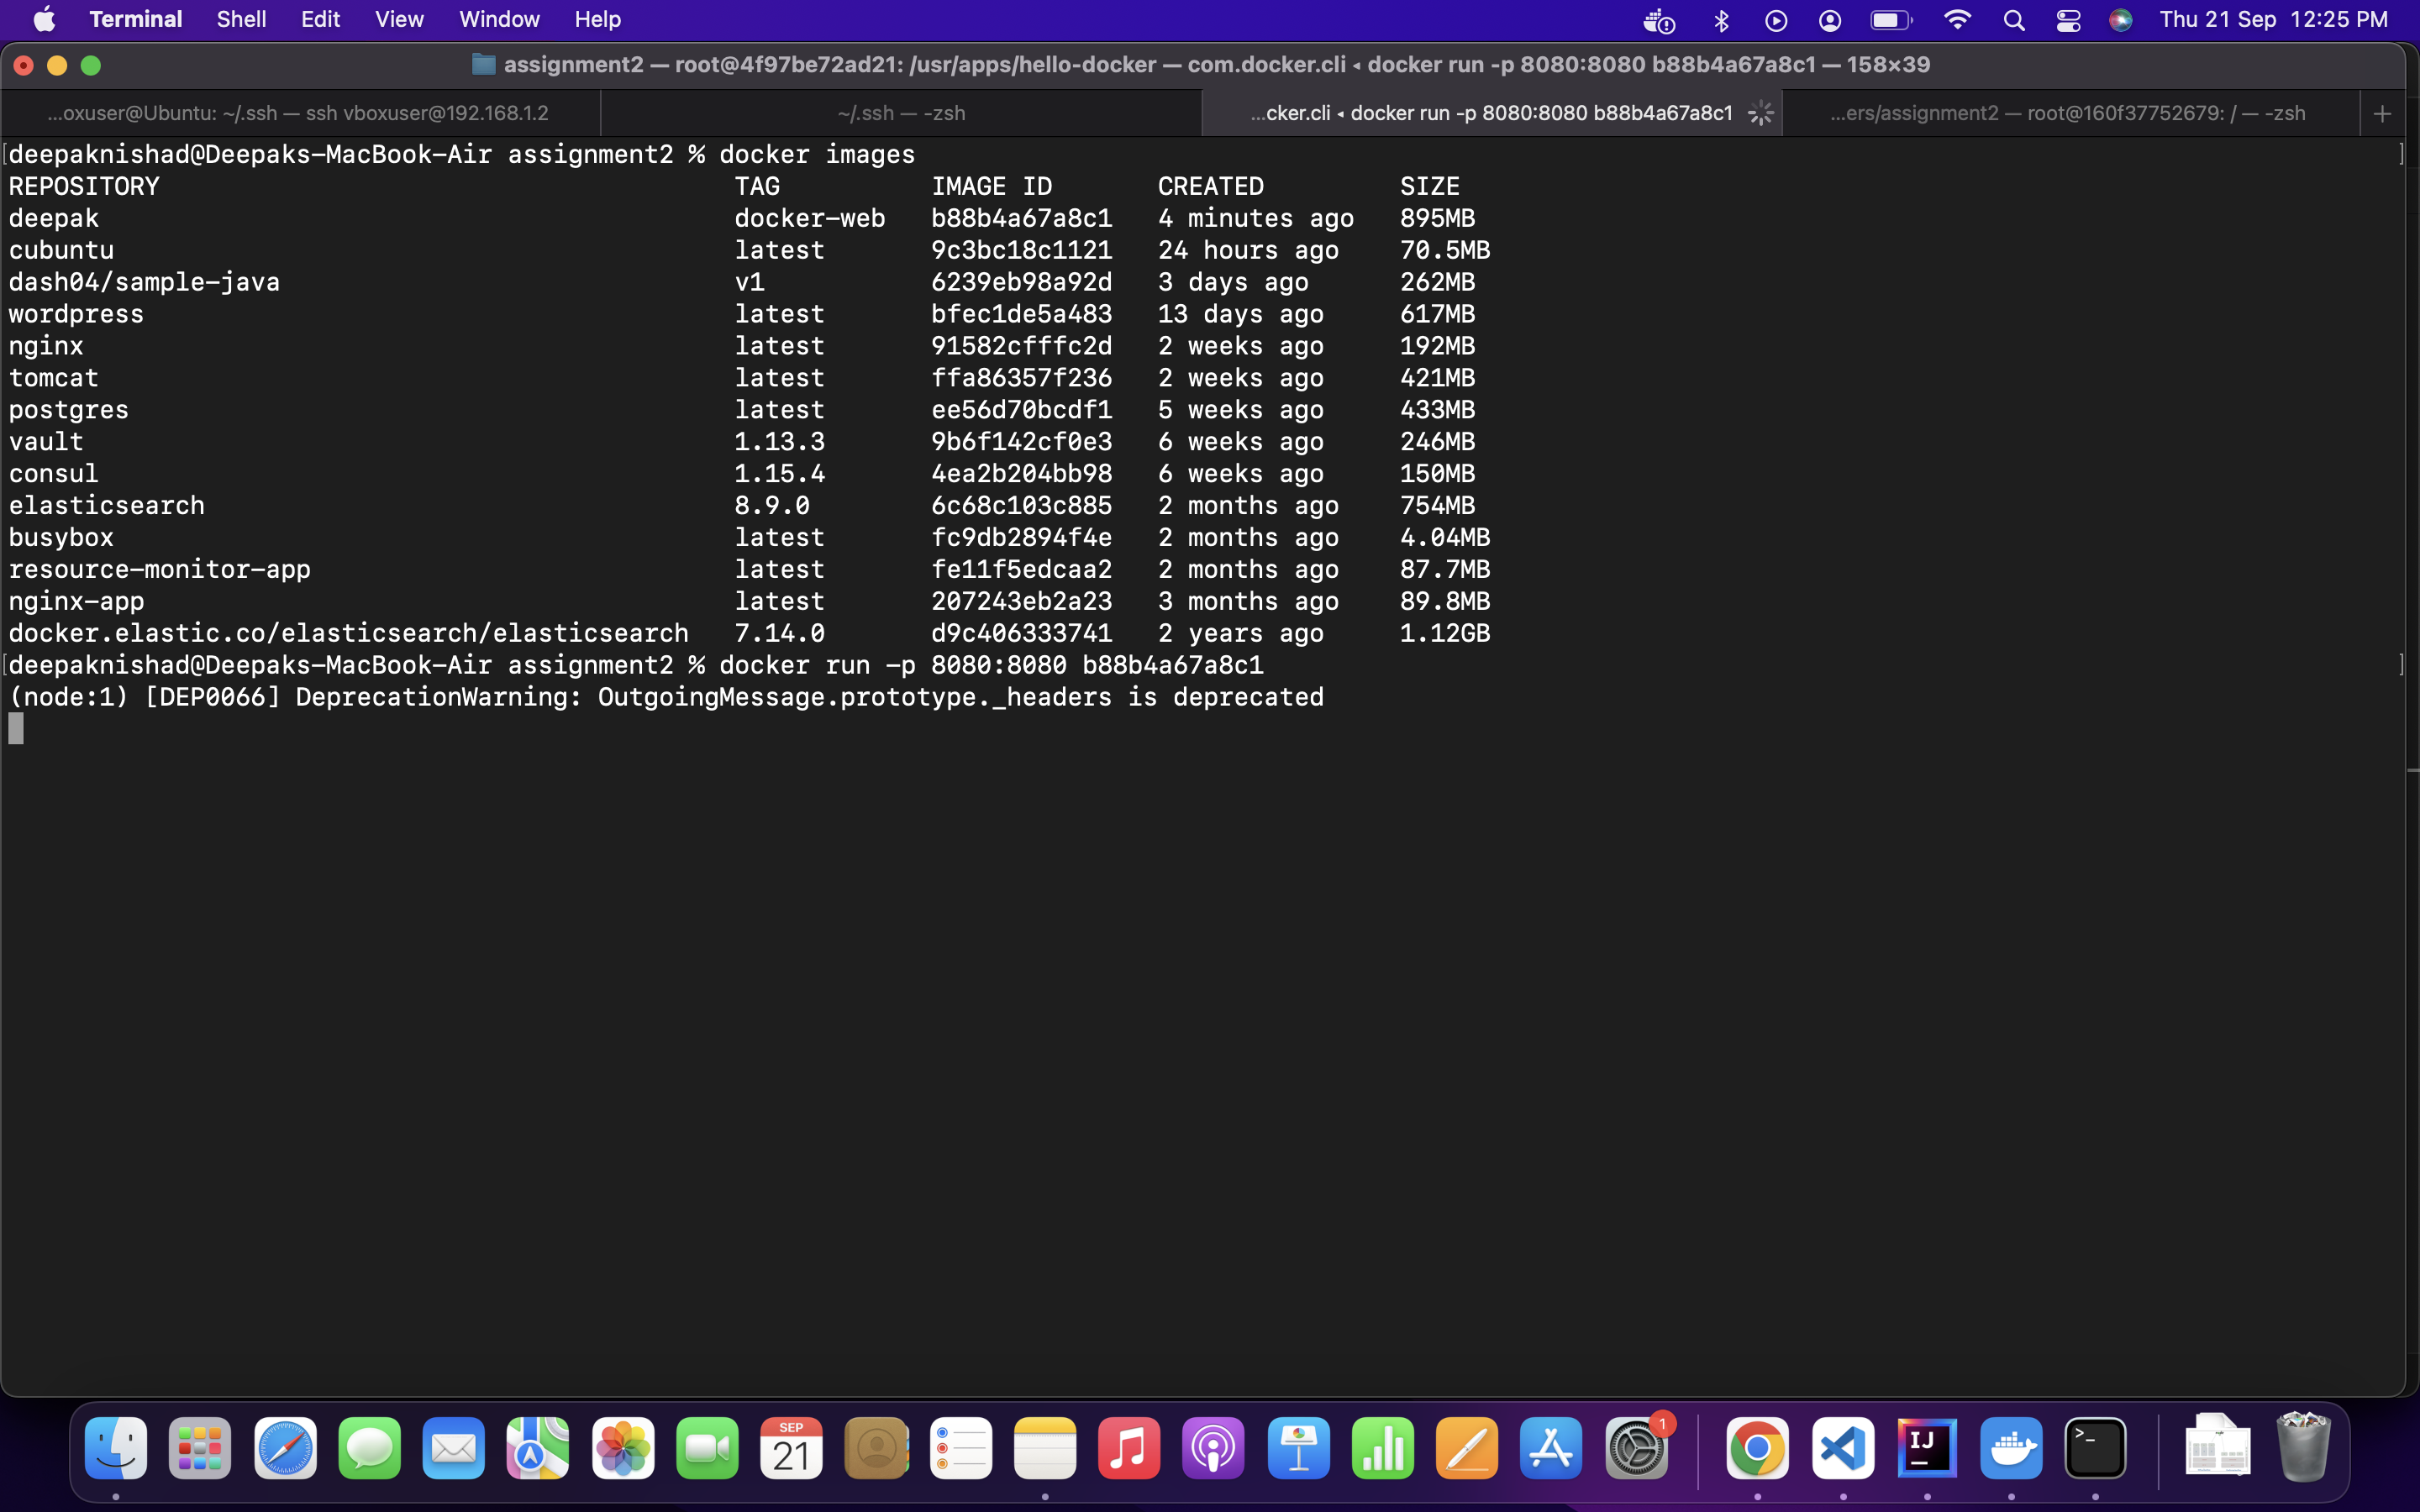 Terminal Shell Edit View Window Help Thu 21 Sep 12:25 PM
assignment2 — root@4f97be72ad21: /usr/apps/hello-docker — com.docker.cli ◂ docker run -p 8080:8080 b88b4a67a8c1 — 158×39
...oxuser@Ubuntu: ~/.ssh — ssh vboxuser@192.168.1.2 ~/.ssh — -zsh ...cker.cli ◂ docker run -p 8080:8080 b88b4a67a8c1 ...ers/assignment2 — root@160f37752679: / — -zsh +
[deepaknishad@Deepaks-MacBook-Air assignment2 % docker images ]
REPOSITORY TAG IMAGE ID CREATED SIZE
deepak docker-web b88b4a67a8c1 4 minutes ago 895MB
cubuntu latest 9c3bc18c1121 24 hours ago 70.5MB
dash04/sample-java v1 6239eb98a92d 3 days ago 262MB
wordpress latest bfec1de5a483 13 days ago 617MB
nginx latest 91582cfffc2d 2 weeks ago 192MB
tomcat latest ffa86357f236 2 weeks ago 421MB
postgres latest ee56d70bcdf1 5 weeks ago 433MB
vault 1.13.3 9b6f142cf0e3 6 weeks ago 246MB
consul 1.15.4 4ea2b204bb98 6 weeks ago 150MB
elasticsearch 8.9.0 6c68c103c885 2 months ago 754MB
busybox latest fc9db2894f4e 2 months ago 4.04MB
resource-monitor-app latest fe11f5edcaa2 2 months ago 87.7MB
nginx-app latest 207243eb2a23 3 months ago 89.8MB
docker.elastic.co/elasticsearch/elasticsearch 7.14.0 d9c406333741 2 years ago 1.12GB
[deepaknishad@Deepaks-MacBook-Air assignment2 % docker run -p 8080:8080 b88b4a67a8c1 ]
(node:1) [DEP0066] DeprecationWarning: OutgoingMessage.prototype._headers is deprecated
SEP
21
1
IJ
>_